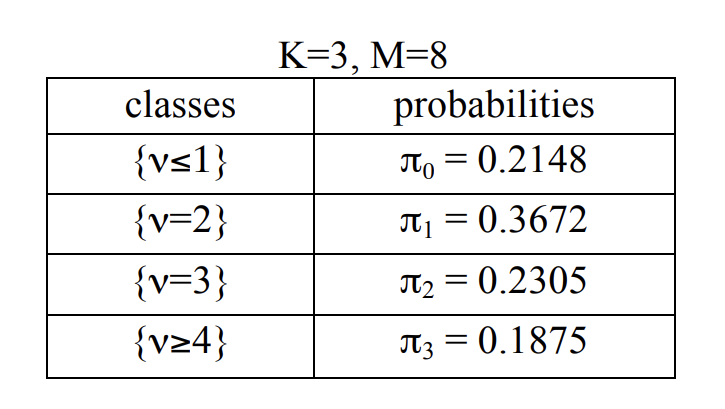 K=3, M=8
classes probabilities
{ν≤1} π₀ = 0.2148
{ν=2} π₁ = 0.3672
{ν=3} π₂ = 0.2305
{ν≥4} π₃ = 0.1875